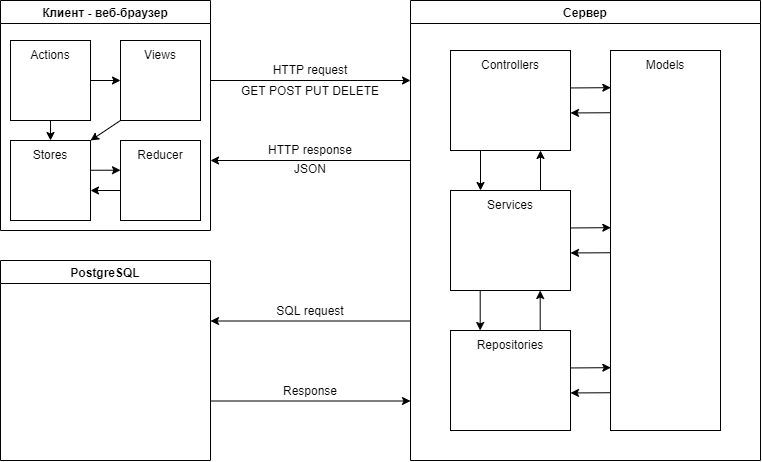 Клиент - веб-браузер
Actions
Views
Stores
Reducer
HTTP request
GET POST PUT DELETE
HTTP response
JSON
Сервер
Controllers
Models
Services
Repositories
PostgreSQL
SQL request
Response